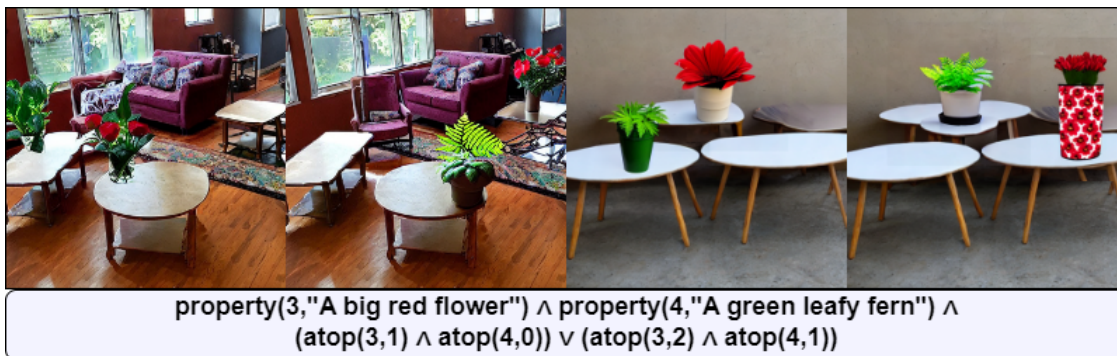 property(3,"A big red flower") ∧ property(4,"A green leafy fern") ∧
(atop(3,1) ∧ atop(4,0)) ∨ (atop(3,2) ∧ atop(4,1))